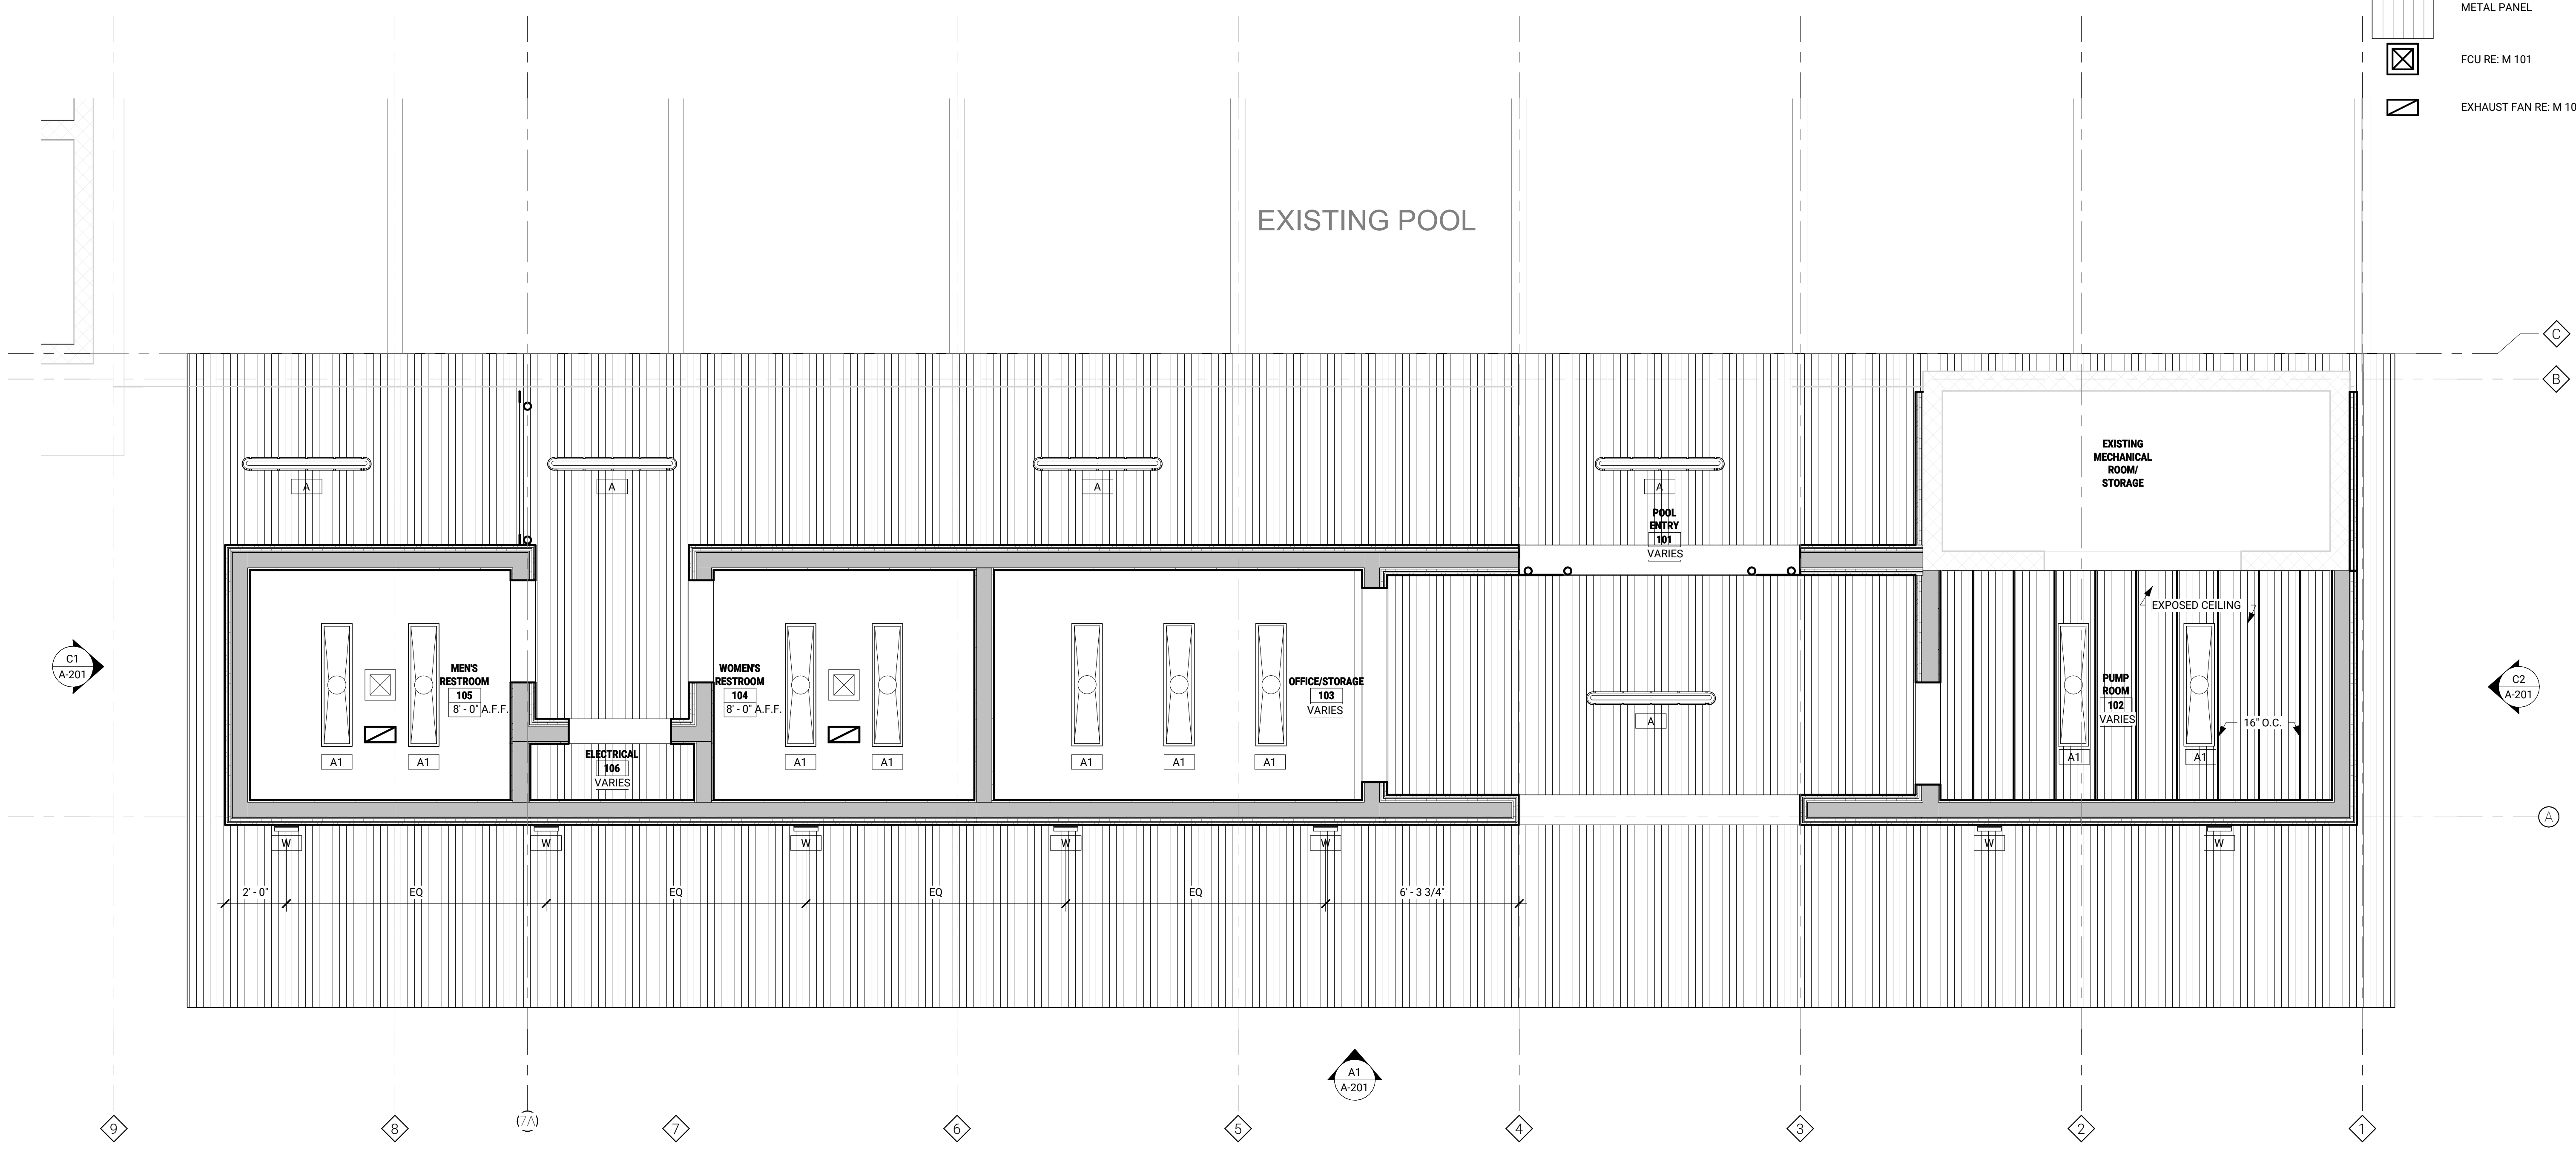 METAL PANEL
FCU RE: M 101
EXHAUST FAN RE: M 10
EXISTING POOL
C
B
EXISTING
MECHANICAL
ROOM/
STORAGE
A
A
A
A
POOL
ENTRY
101
VARIES
EXPOSED CEILING
C1
A-201
MEN'S
RESTROOM
105
8' - 0" A.F.F.
WOMEN'S
RESTROOM
104
8' - 0" A.F.F.
OFFICE/STORAGE
103
VARIES
A
PUMP
ROOM
102
VARIES
16" O.C.
C2
A-201
ELECTRICAL
106
VARIES
A1
A1
A1
A1
A1
A1
A1
A1
A1
A
W
W
W
W
W
W
W
2' - 0"
EQ
EQ
EQ
EQ
6' - 3 3/4"
A1
A-201
9
8
(7A)
7
6
5
4
3
2
1